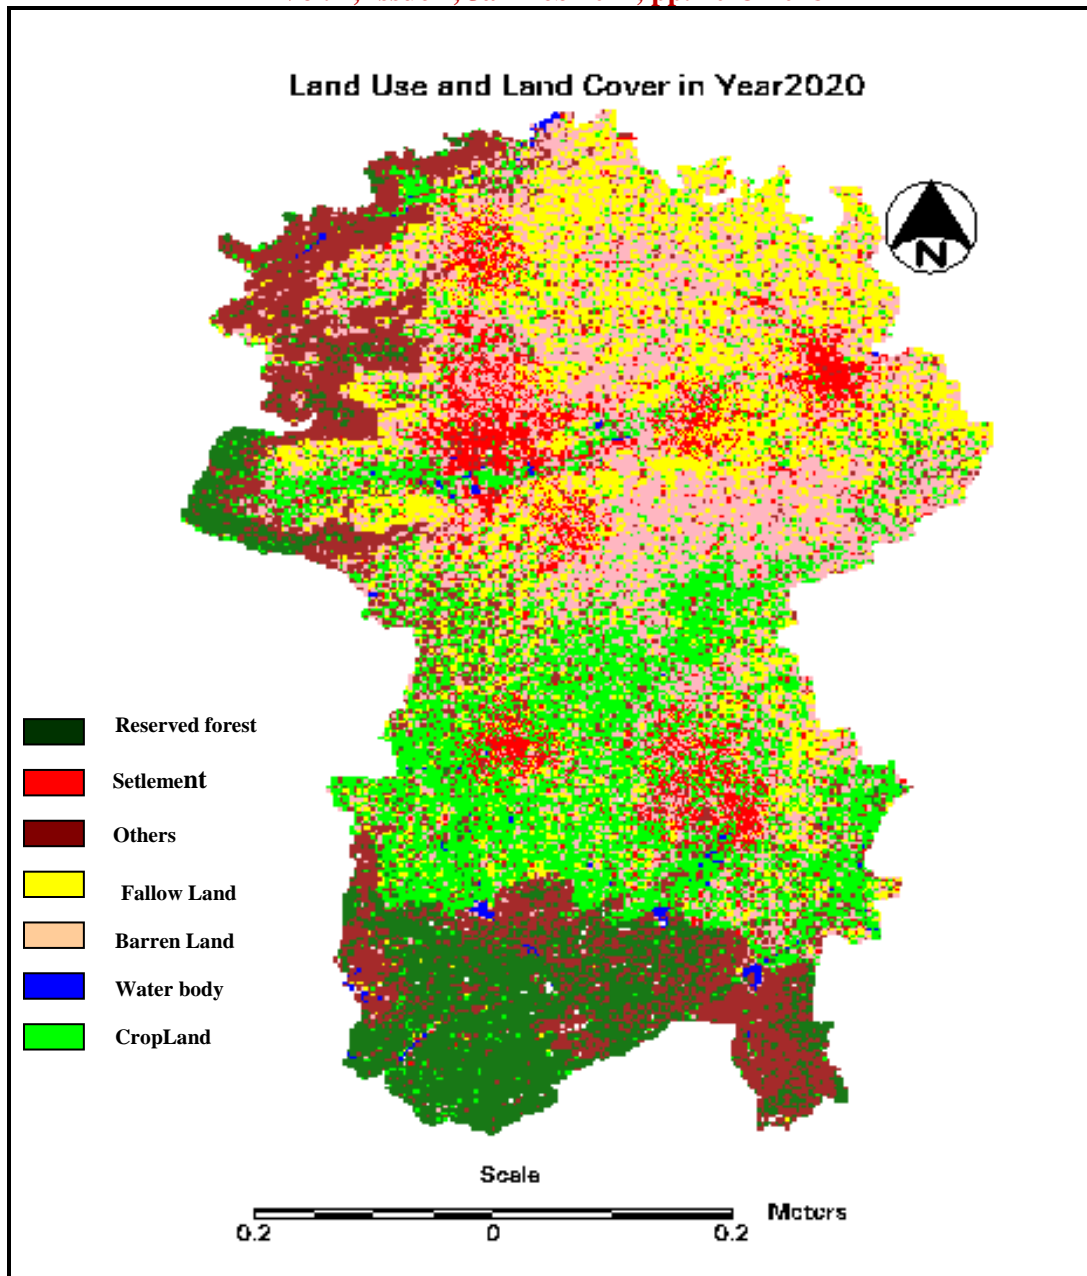 Land Use and Land Cover in Year2020
N
Reserved forest
Setlement
Others
Fallow Land
Barren Land
Water body
CropLand
Scale
Meters
0.2 0 0.2